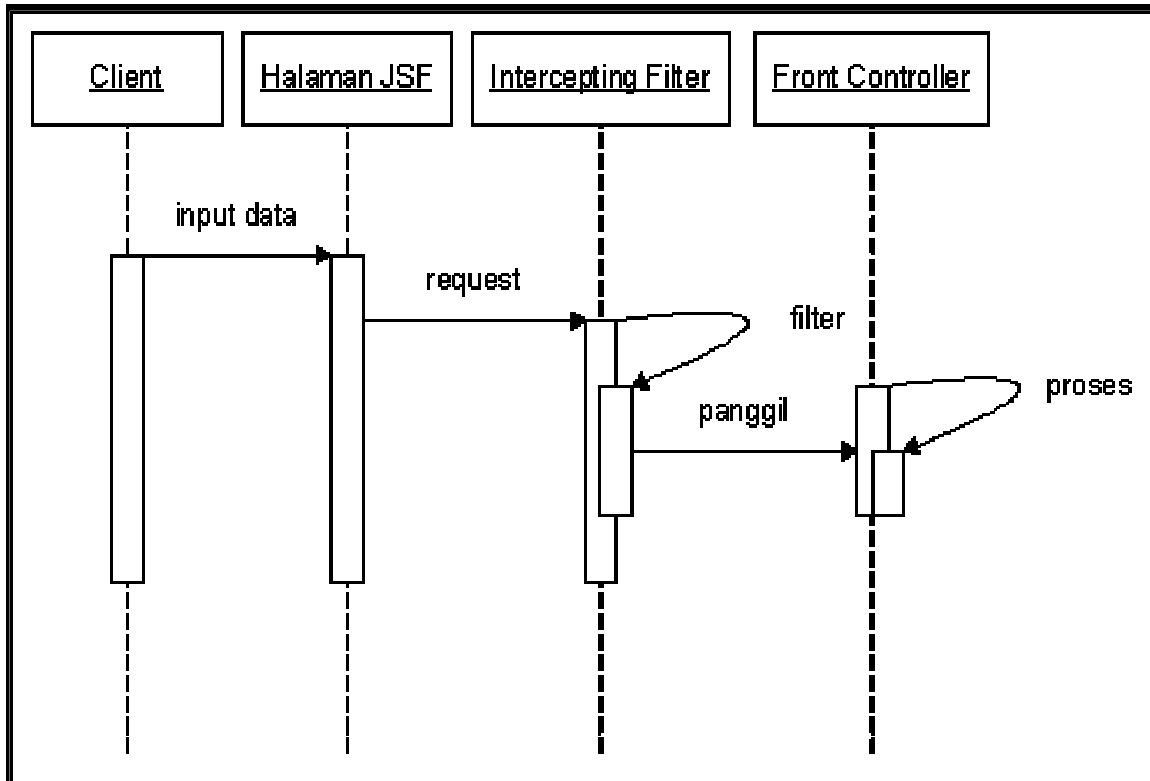 Client
Halaman JSF
Intercepting Filter
Front Controller
input data
request
filter
proses
panggil